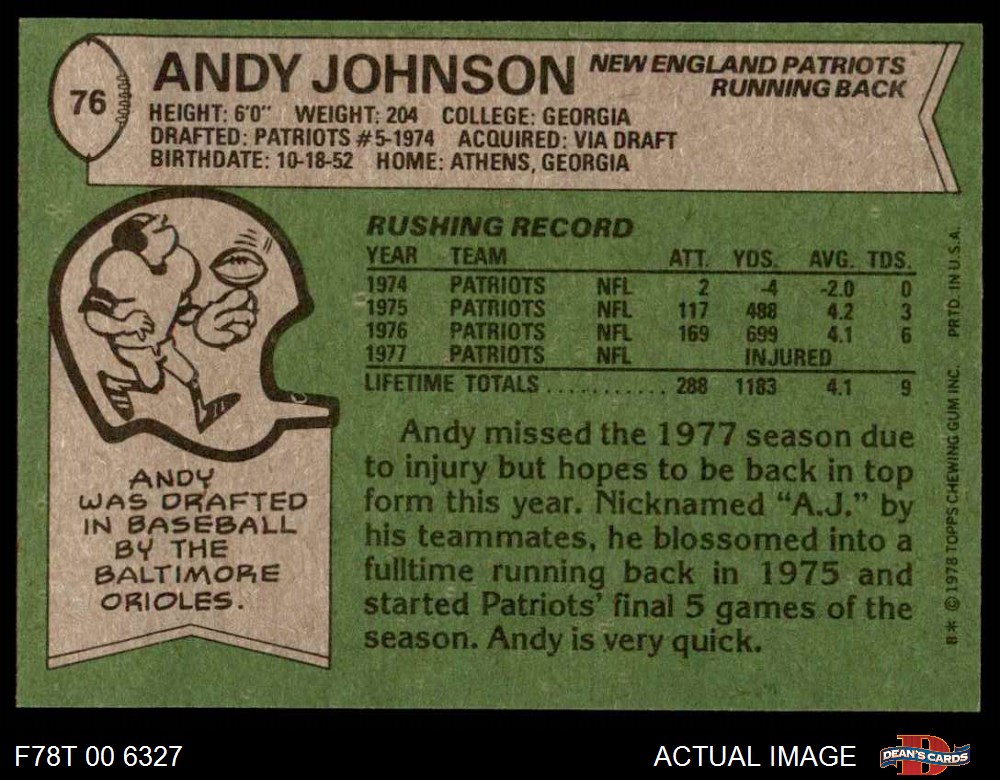 76
ANDY JOHNSON
NEW ENGLAND PATRIOTS
RUNNING BACK
HEIGHT: 6'0" WEIGHT: 204 COLLEGE: GEORGIA
DRAFTED: PATRIOTS #5-1974 ACQUIRED: VIA DRAFT
BIRTHDATE: 10-18-52 HOME: ATHENS, GEORGIA
RUSHING RECORD
YEAR TEAM ATT. YDS. AVG. TDS.
1974 PATRIOTS NFL 2 -4 -2.0 0
1975 PATRIOTS NFL 117 488 4.2 3
1976 PATRIOTS NFL 169 699 4.1 6
1977 PATRIOTS NFL INJURED
LIFETIME TOTALS ........... 288 1183 4.1 9
Andy missed the 1977 season due
to injury but hopes to be back in top
form this year. Nicknamed "A.J." by
his teammates, he blossomed into a
fulltime running back in 1975 and
started Patriots' final 5 games of the
season. Andy is very quick.
ANDY
WAS DRAFTED
IN BASEBALL
BY THE
BALTIMORE
ORIOLES.
B* © 1978 TOPPS CHEWING GUM INC. PRTD. IN U.S.A.
F78T 00 6327
ACTUAL IMAGE
DEAN'S CARDS